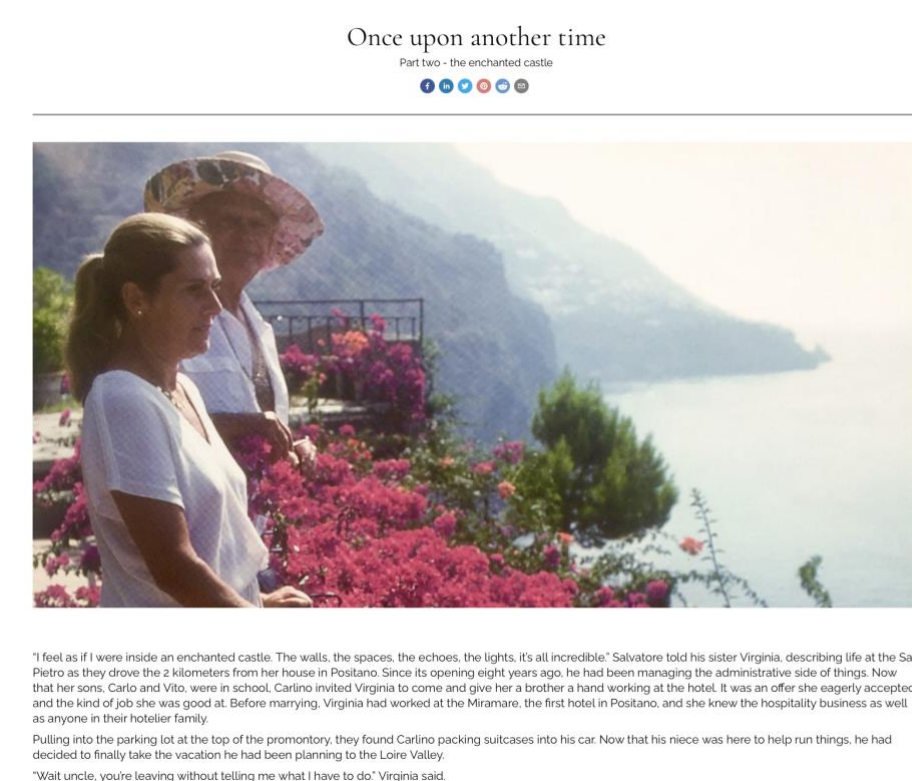 Once upon another time
Part two - the enchanted castle
"I feel as if I were inside an enchanted castle. The walls, the spaces, the echoes, the lights, it's all incredible." Salvatore told his sister Virginia, describing life at the Sa
Pietro as they drove the 2 kilometers from her house in Positano. Since its opening eight years ago, he had been managing the administrative side of things. Now
that her sons, Carlo and Vito, were in school, Carlino invited Virginia to come and give her a brother a hand working at the hotel. It was an offer she eagerly accepted
and the kind of job she was good at. Before marrying, Virginia had worked at the Miramare, the first hotel in Positano, and she knew the hospitality business as well
as anyone in their hotelier family.
Pulling into the parking lot at the top of the promontory, they found Carlino packing suitcases into his car. Now that his niece was here to help run things, he had
decided to finally take the vacation he had been planning to the Loire Valley.
"Wait uncle, you're leaving without telling me what I have to do." Virginia said.